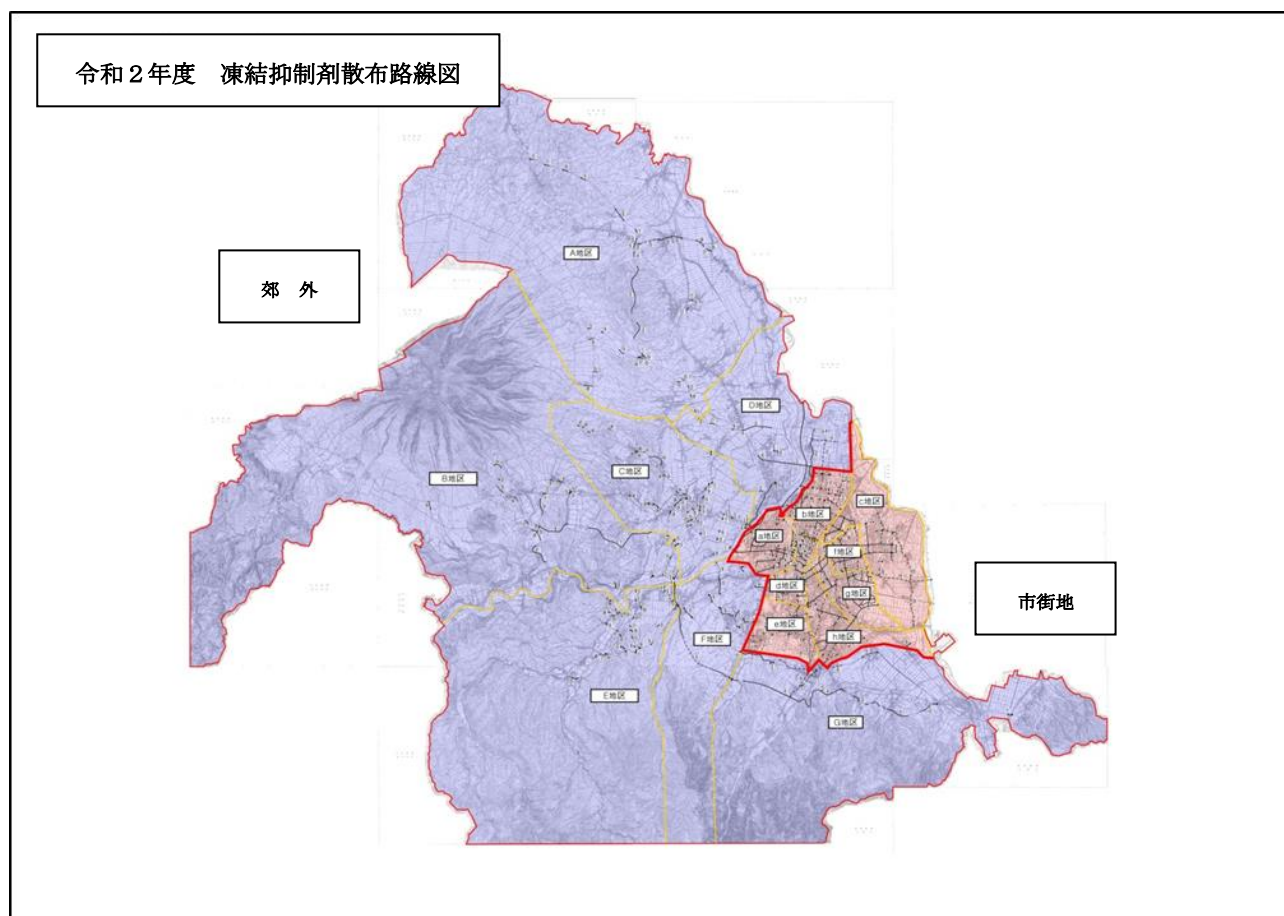 令和２年度　凍結抑制剤散布路線図
郊　外
A地区
D地区
C地区
B地区
c地区
b地区
a地区
f地区
d地区
g地区
市街地
e地区
h地区
F地区
E地区
G地区